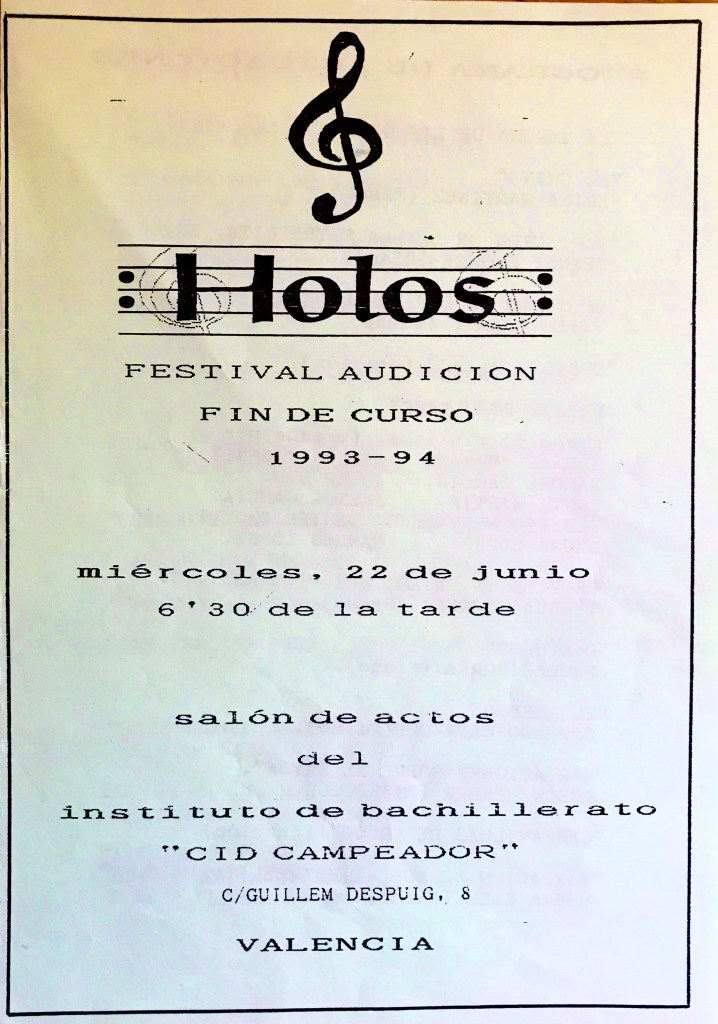 Holos
FESTIVAL AUDICION
FIN DE CURSO
1993-94
miércoles, 22 de junio
6'30 de la tarde
salón de actos
del
instituto de bachillerato
"CID CAMPEADOR"
C/GUILLEM DESPUIG, 8
VALENCIA